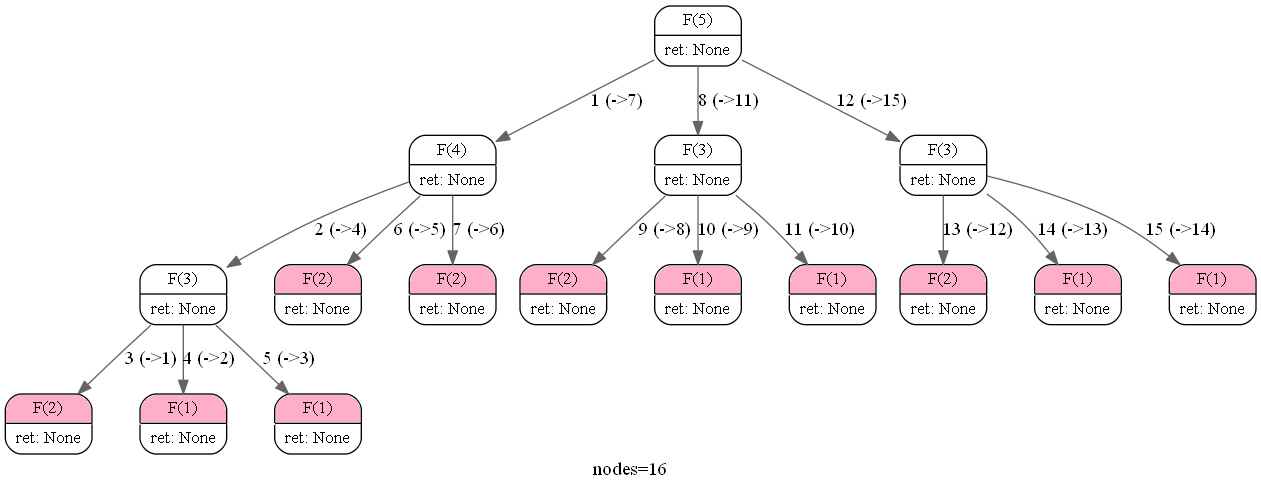 F(5)
ret: None
1 (->7)
8 (->11)
12 (->15)
F(4)
ret: None
F(3)
ret: None
F(3)
ret: None
2 (->4)
6 (->5)
7 (->6)
9 (->8)
10 (->9)
11 (->10)
13 (->12)
14 (->13)
15 (->14)
F(3)
ret: None
F(2)
ret: None
F(2)
ret: None
F(2)
ret: None
F(1)
ret: None
F(1)
ret: None
F(2)
ret: None
F(1)
ret: None
F(1)
ret: None
3 (->1)
4 (->2)
5 (->3)
F(2)
ret: None
F(1)
ret: None
F(1)
ret: None
nodes=16